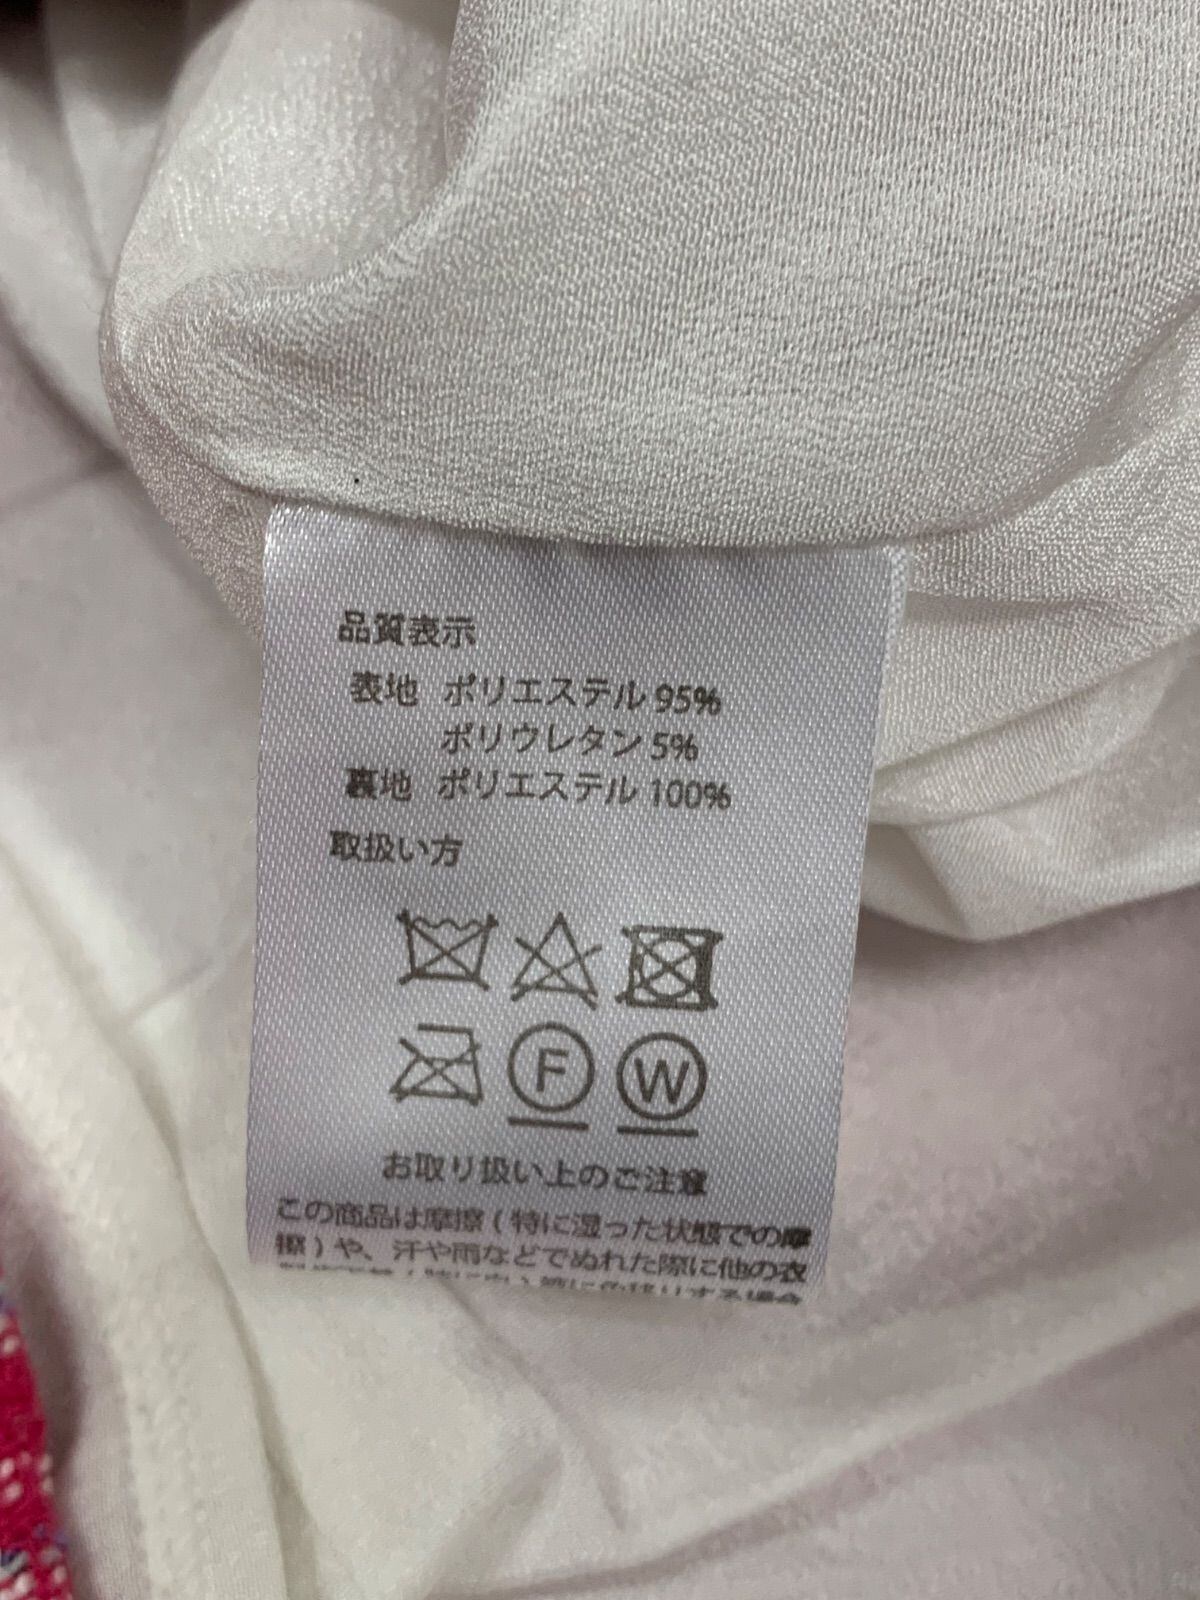 品質表示
表地 ポリエステル 95%
ポリウレタン 5%
裏地 ポリエステル 100%
取扱い方
F W
お取り扱い上のご注意
この商品は摩擦(特に湿った状態での摩
擦)や、汗や雨などでぬれた際に他の衣